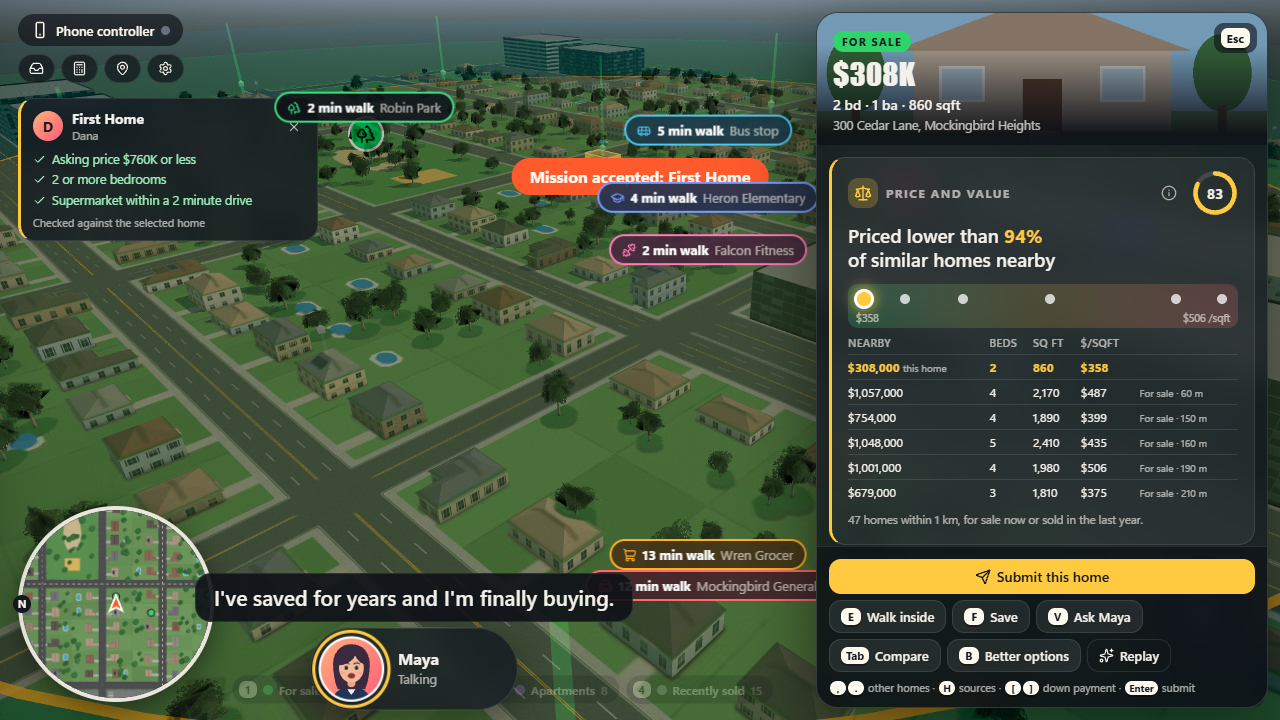 Phone controller
D
First Home
Dana
Asking price $760K or less
2 or more bedrooms
Supermarket within a 2 minute drive
Checked against the selected home
2 min walk Robin Park
5 min walk Bus stop
Mission accepted: First Home
4 min walk Heron Elementary
2 min walk Falcon Fitness
13 min walk Wren Grocer
min walk Mockingbird General
N
I've saved for years and I'm finally buying.
Maya
Talking
1 For sal
Apartments 8
4 Recently sold 15
FOR SALE
Esc
$308K
2 bd · 1 ba · 860 sqft
300 Cedar Lane, Mockingbird Heights
PRICE AND VALUE
83
Priced lower than 94%
of similar homes nearby
$358
$506 /sqft
NEARBY BEDS SQ FT $/SQFT
$308,000 this home 2 860 $358
$1,057,000 4 2,170 $487 For sale · 60 m
$754,000 4 1,890 $399 For sale · 150 m
$1,048,000 5 2,410 $435 For sale · 160 m
$1,001,000 4 1,980 $506 For sale · 190 m
$679,000 3 1,810 $375 For sale · 210 m
47 homes within 1 km, for sale now or sold in the last year.
Submit this home
E Walk inside
F Save
V Ask Maya
Tab Compare
B Better options
Replay
, . other homes · H sources · [ ] down payment · Enter submit